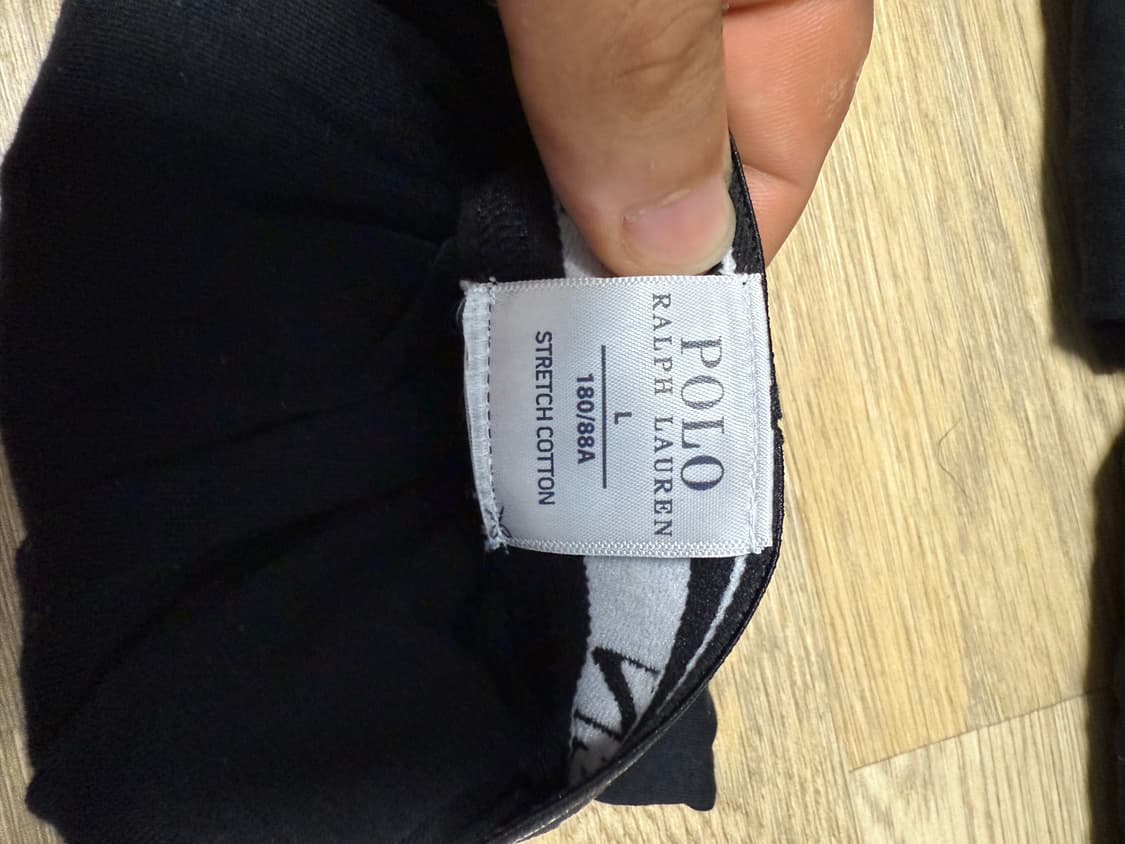 POLO
RALPH LAUREN
L
180/88A
STRETCH COTTON